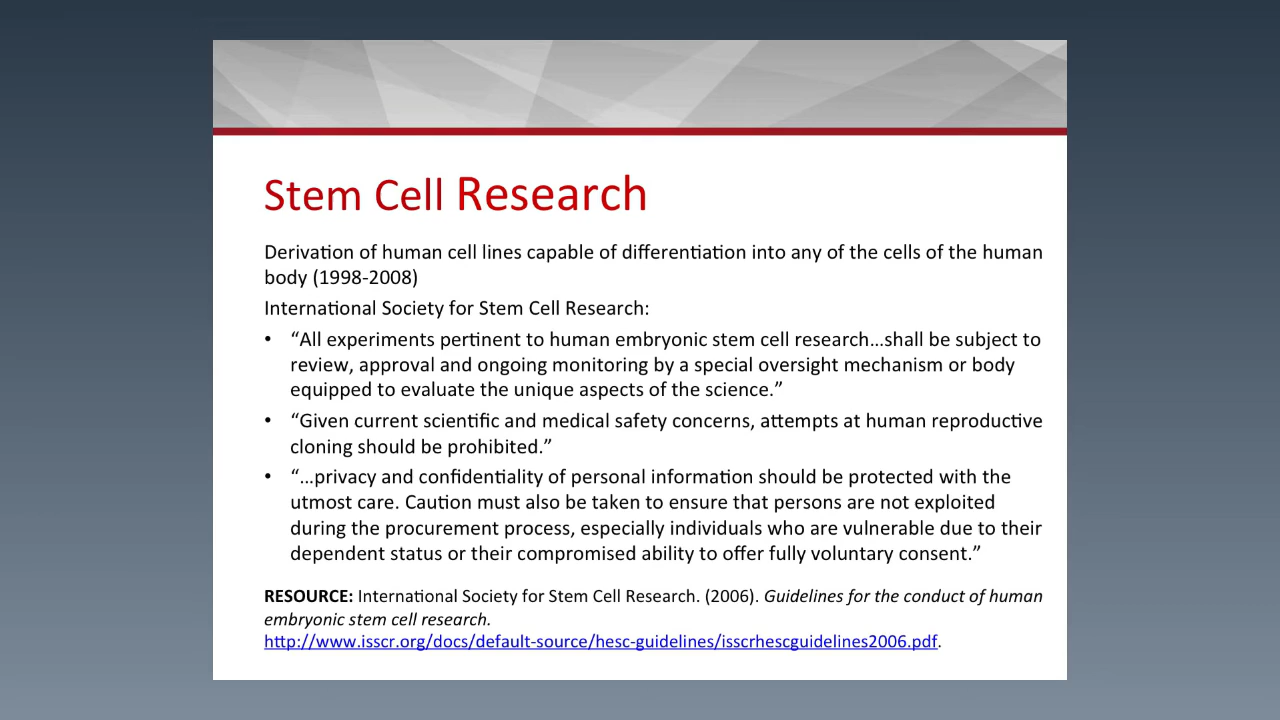 Stem Cell Research
Derivation of human cell lines capable of differentiation into any of the cells of the human
body (1998-2008)
International Society for Stem Cell Research:
• “All experiments pertinent to human embryonic stem cell research…shall be subject to
review, approval and ongoing monitoring by a special oversight mechanism or body
equipped to evaluate the unique aspects of the science.”
• “Given current scientific and medical safety concerns, attempts at human reproductive
cloning should be prohibited.”
• “…privacy and confidentiality of personal information should be protected with the
utmost care. Caution must also be taken to ensure that persons are not exploited
during the procurement process, especially individuals who are vulnerable due to their
dependent status or their compromised ability to offer fully voluntary consent.”
RESOURCE: International Society for Stem Cell Research. (2006). Guidelines for the conduct of human
embryonic stem cell research.
http://www.isscr.org/docs/default-source/hesc-guidelines/isscrhescguidelines2006.pdf.